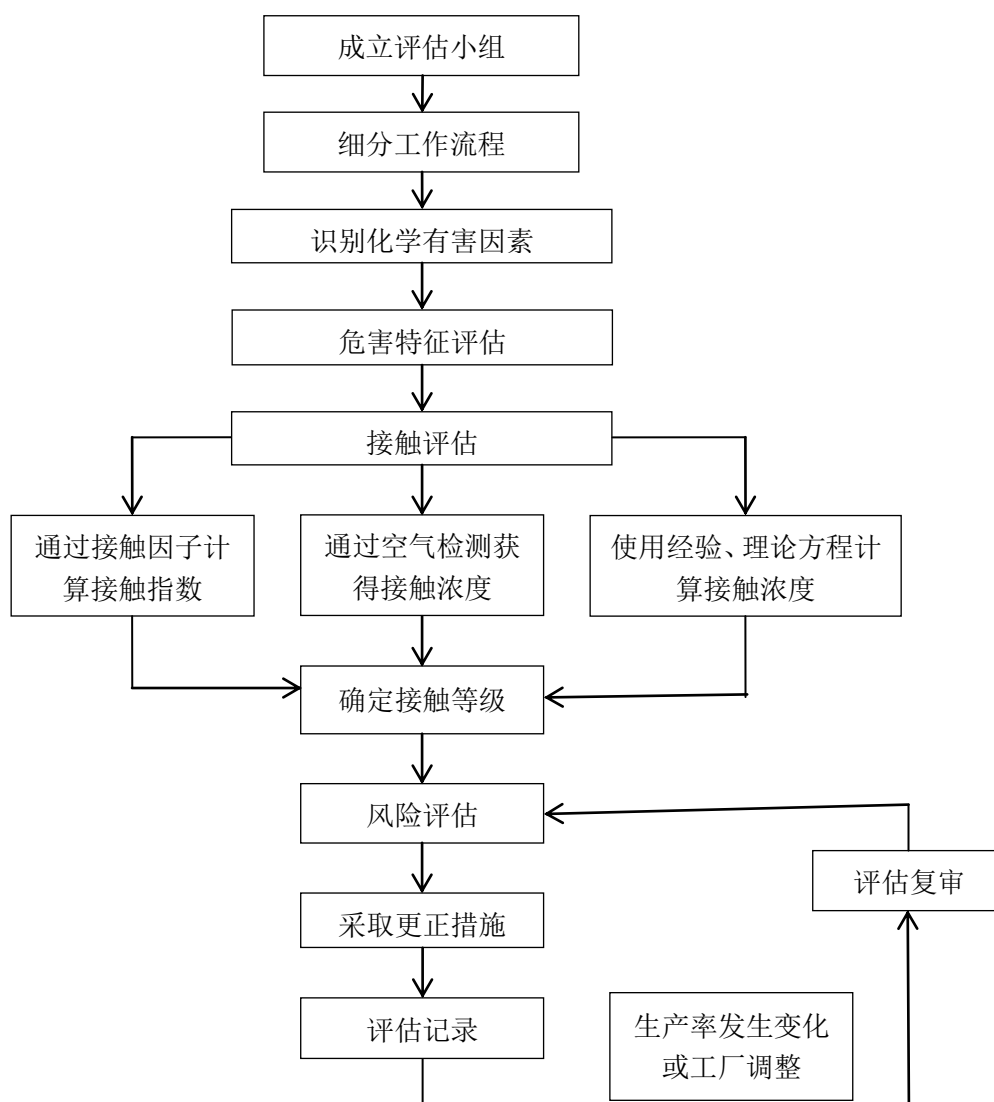 成立评估小组
细分工作流程
识别化学有害因素
危害特征评估
接触评估
通过接触因子计
算接触指数
通过空气检测获
得接触浓度
使用经验、理论方程计
算接触浓度
确定接触等级
风险评估
评估复审
采取更正措施
评估记录
生产率发生变化
或工厂调整